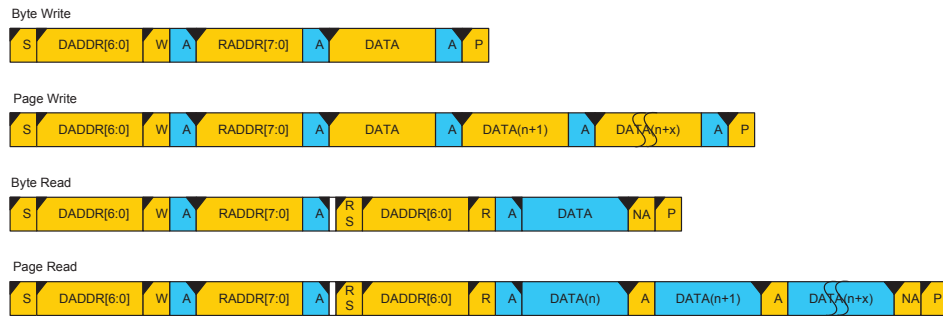 Byte Write
S DADDR[6:0] W A RADDR[7:0] A DATA A P
Page Write
S DADDR[6:0] W A RADDR[7:0] A DATA A DATA(n+1) A DATA(n+x) A P
Byte Read
S DADDR[6:0] W A RADDR[7:0] A RS DADDR[6:0] R A DATA NA P
Page Read
S DADDR[6:0] W A RADDR[7:0] A RS DADDR[6:0] R A DATA(n) A DATA(n+1) A DATA(n+x) NA P